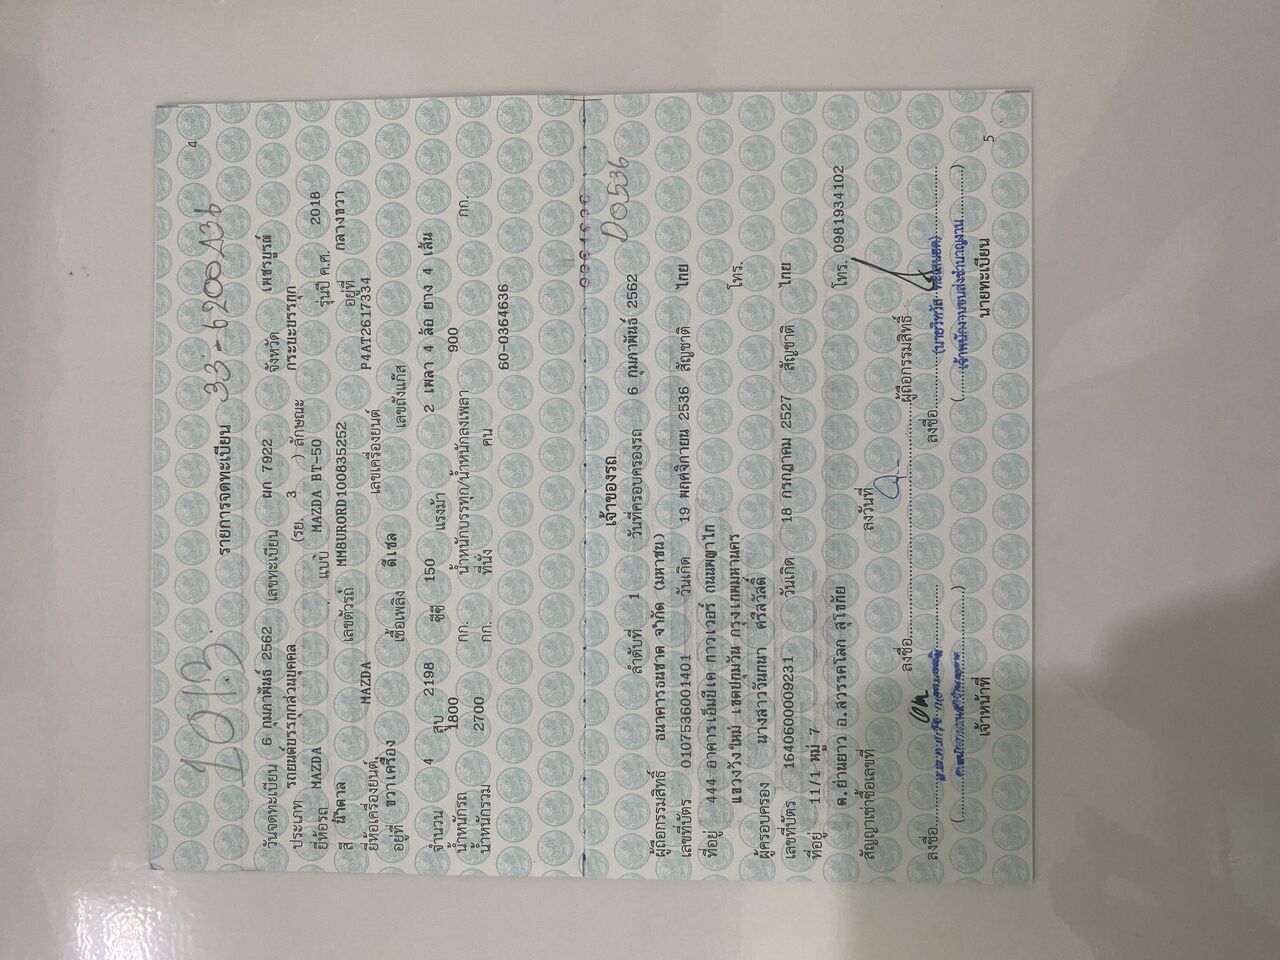 4
รายการจดทะเบียน
วันจดทะเบียน 6 กุมภาพันธ์ 2562 เลขทะเบียน ผก 7922 จังหวัด เพชรบูรณ์
ประเภท รถยนต์บรรทุกส่วนบุคคล (รย. 3 ) ลักษณะ กระบะบรรทุก
ยี่ห้อรถ MAZDA แบบ MAZDA BT-50 รุ่นปี ค.ศ. 2018
สี น้ำตาล เลขตัวรถ MM8UR0RD100835252 อยู่ที่ กลางขวา
ยี่ห้อเครื่องยนต์ MAZDA เลขเครื่องยนต์ P4AT2617334
อยู่ที่ ขวาเครื่อง เชื้อเพลิง ดีเซล เลขถังแก๊ส
จำนวน 4 สูบ 2198 ซีซี 150 แรงม้า 2 เพลา 4 ล้อ ยาง 4 เส้น
น้ำหนักรถ 1800 กก. น้ำหนักบรรทุก/น้ำหนักลงเพลา 900 กก.
น้ำหนักรวม 2700 กก. ที่นั่ง คน
60-0364636
D0536
เจ้าของรถ
ลำดับที่ 1 วันที่ครอบครองรถ 6 กุมภาพันธ์ 2562
ผู้ถือกรรมสิทธิ์ ธนาคารธนชาต จำกัด (มหาชน)
เลขที่บัตร 0107536001401 วันเกิด 19 พฤศจิกายน 2536 สัญชาติ ไทย
ที่อยู่ 444 อาคารเอ็มบีเค ทาวเวอร์ ถนนพญาไท
แขวงวังใหม่ เขตปทุมวัน กรุงเทพมหานคร โทร.
ผู้ครอบครอง นางสาววันทนา ศรีสวัสดิ์
เลขที่บัตร 1640600009231 วันเกิด 18 กรกฎาคม 2527 สัญชาติ ไทย
ที่อยู่ 11/1 หมู่ 7
ต.ย่านยาว อ.สวรรคโลก สุโขทัย โทร. 0981934102
สัญญาเช่าซื้อเลขที่ ลงวันที่
ลงชื่อ ผู้ถือกรรมสิทธิ์
ลงชื่อ ลงชื่อ
เจ้าพนักงานขนส่งชำนาญงาน
เจ้าหน้าที่ นายทะเบียน
5